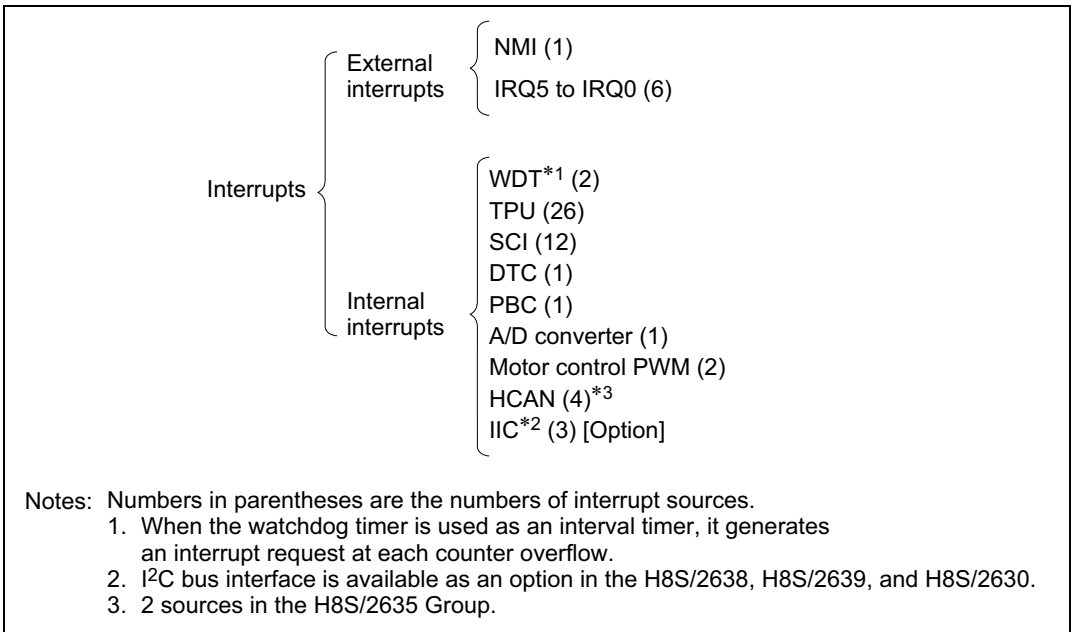 External
interrupts
NMI (1)
IRQ5 to IRQ0 (6)
Interrupts
Internal
interrupts
WDT*1 (2)
TPU (26)
SCI (12)
DTC (1)
PBC (1)
A/D converter (1)
Motor control PWM (2)
HCAN (4)*3
IIC*2 (3) [Option]
Notes: Numbers in parentheses are the numbers of interrupt sources.
1. When the watchdog timer is used as an interval timer, it generates
an interrupt request at each counter overflow.
2. I2C bus interface is available as an option in the H8S/2638, H8S/2639, and H8S/2630.
3. 2 sources in the H8S/2635 Group.